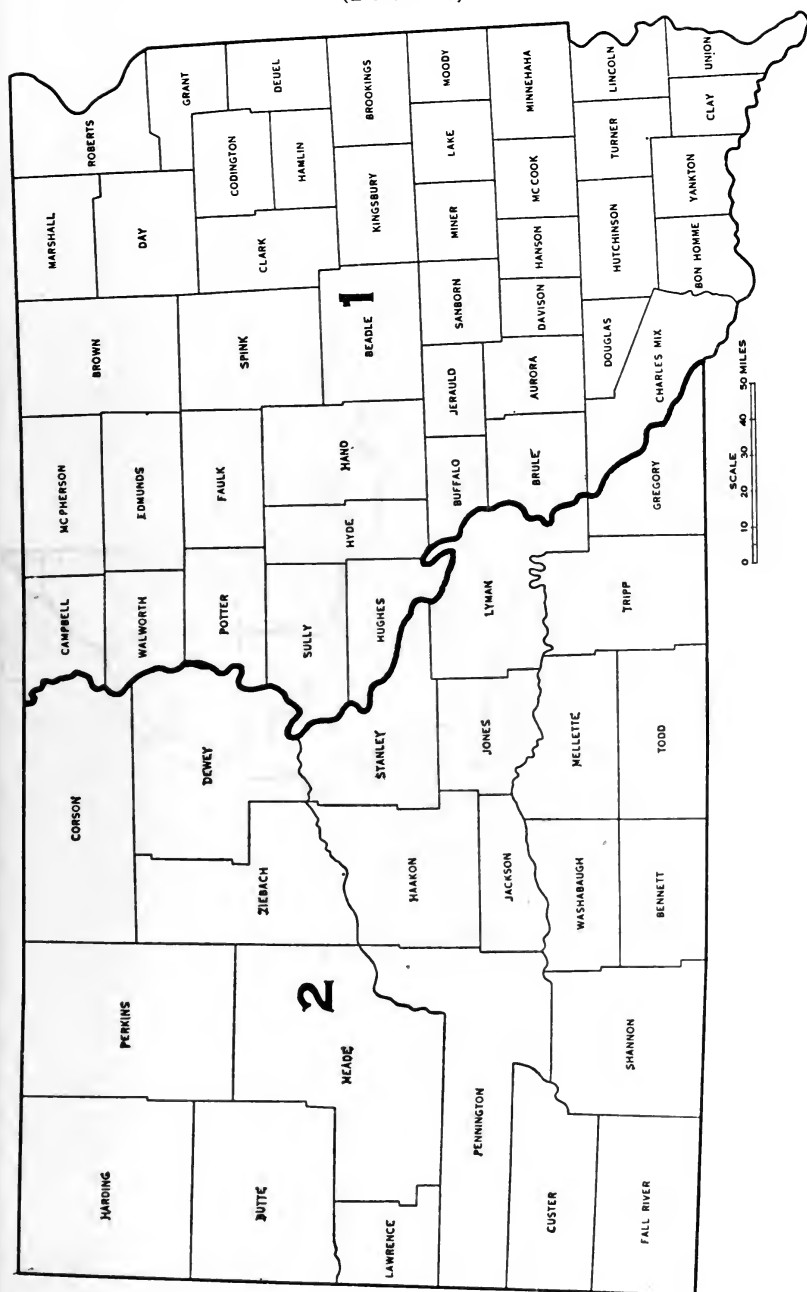 ROBERTS
GRANT
DEUEL
MARSHALL
DAY
CODINGTON
HAMLIN
CLARK
BROOKINGS
KINGSBURY
MOODY
LAKE
MINER
MINNEHAHA
MC COOK
HANSON
LINCOLN
TURNER
HUTCHINSON
UNION
CLAY
YANKTON
BON HOMME
BROWN
SPINK
BEADLE
1
SANBORN
DAVISON
DOUGLAS
CHARLES MIX
JERAULD
AURORA
MC PHERSON
EDMUNDS
FAULK
HAND
HYDE
BUFFALO
BRULE
GREGORY
CAMPBELL
WALWORTH
POTTER
SULLY
HUGHES
LYMAN
TRIPP
CORSON
DEWEY
STANLEY
JONES
MELLETTE
TODD
ZIEBACH
HAAKON
JACKSON
WASHABAUGH
BENNETT
PERKINS
2
MEADE
PENNINGTON
SHANNON
HARDING
BUTTE
LAWRENCE
CUSTER
FALL RIVER
SCALE
0 10 20 30 40 50 MILES